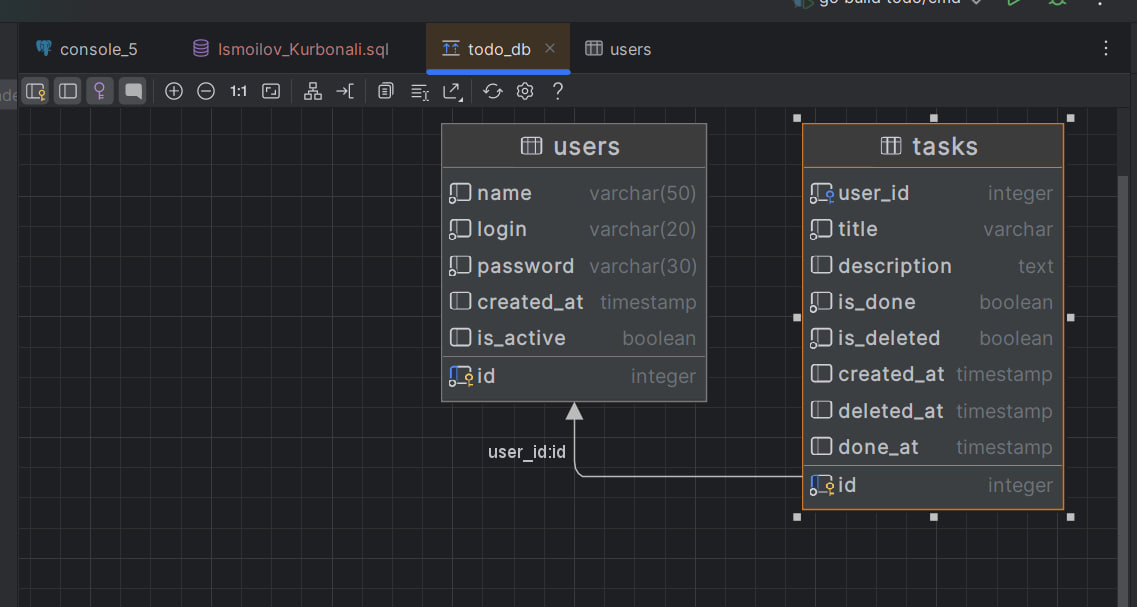 go build todo/cmd
console_5
Ismoilov_Kurbonali.sql
todo_db
users
1:1
?
users
name varchar(50)
login varchar(20)
password varchar(30)
created_at timestamp
is_active boolean
id integer
user_id:id
tasks
user_id integer
title varchar
description text
is_done boolean
is_deleted boolean
created_at timestamp
deleted_at timestamp
done_at timestamp
id integer